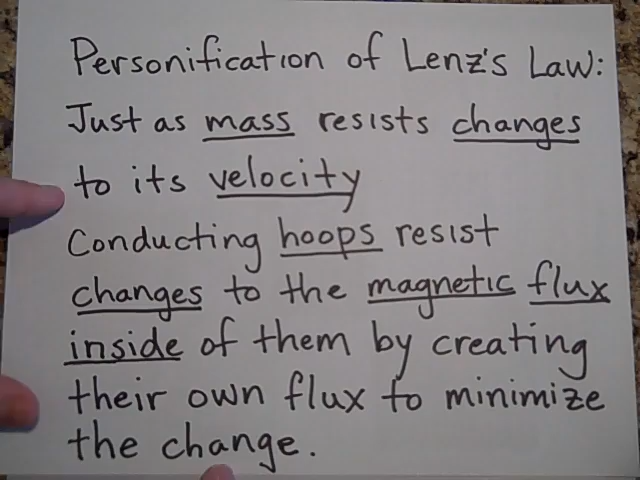 Personification of Lenz's Law:
Just as mass resists changes
to its velocity
Conducting hoops resist
changes to the magnetic flux
inside of them by creating
their own flux to minimize
the change.